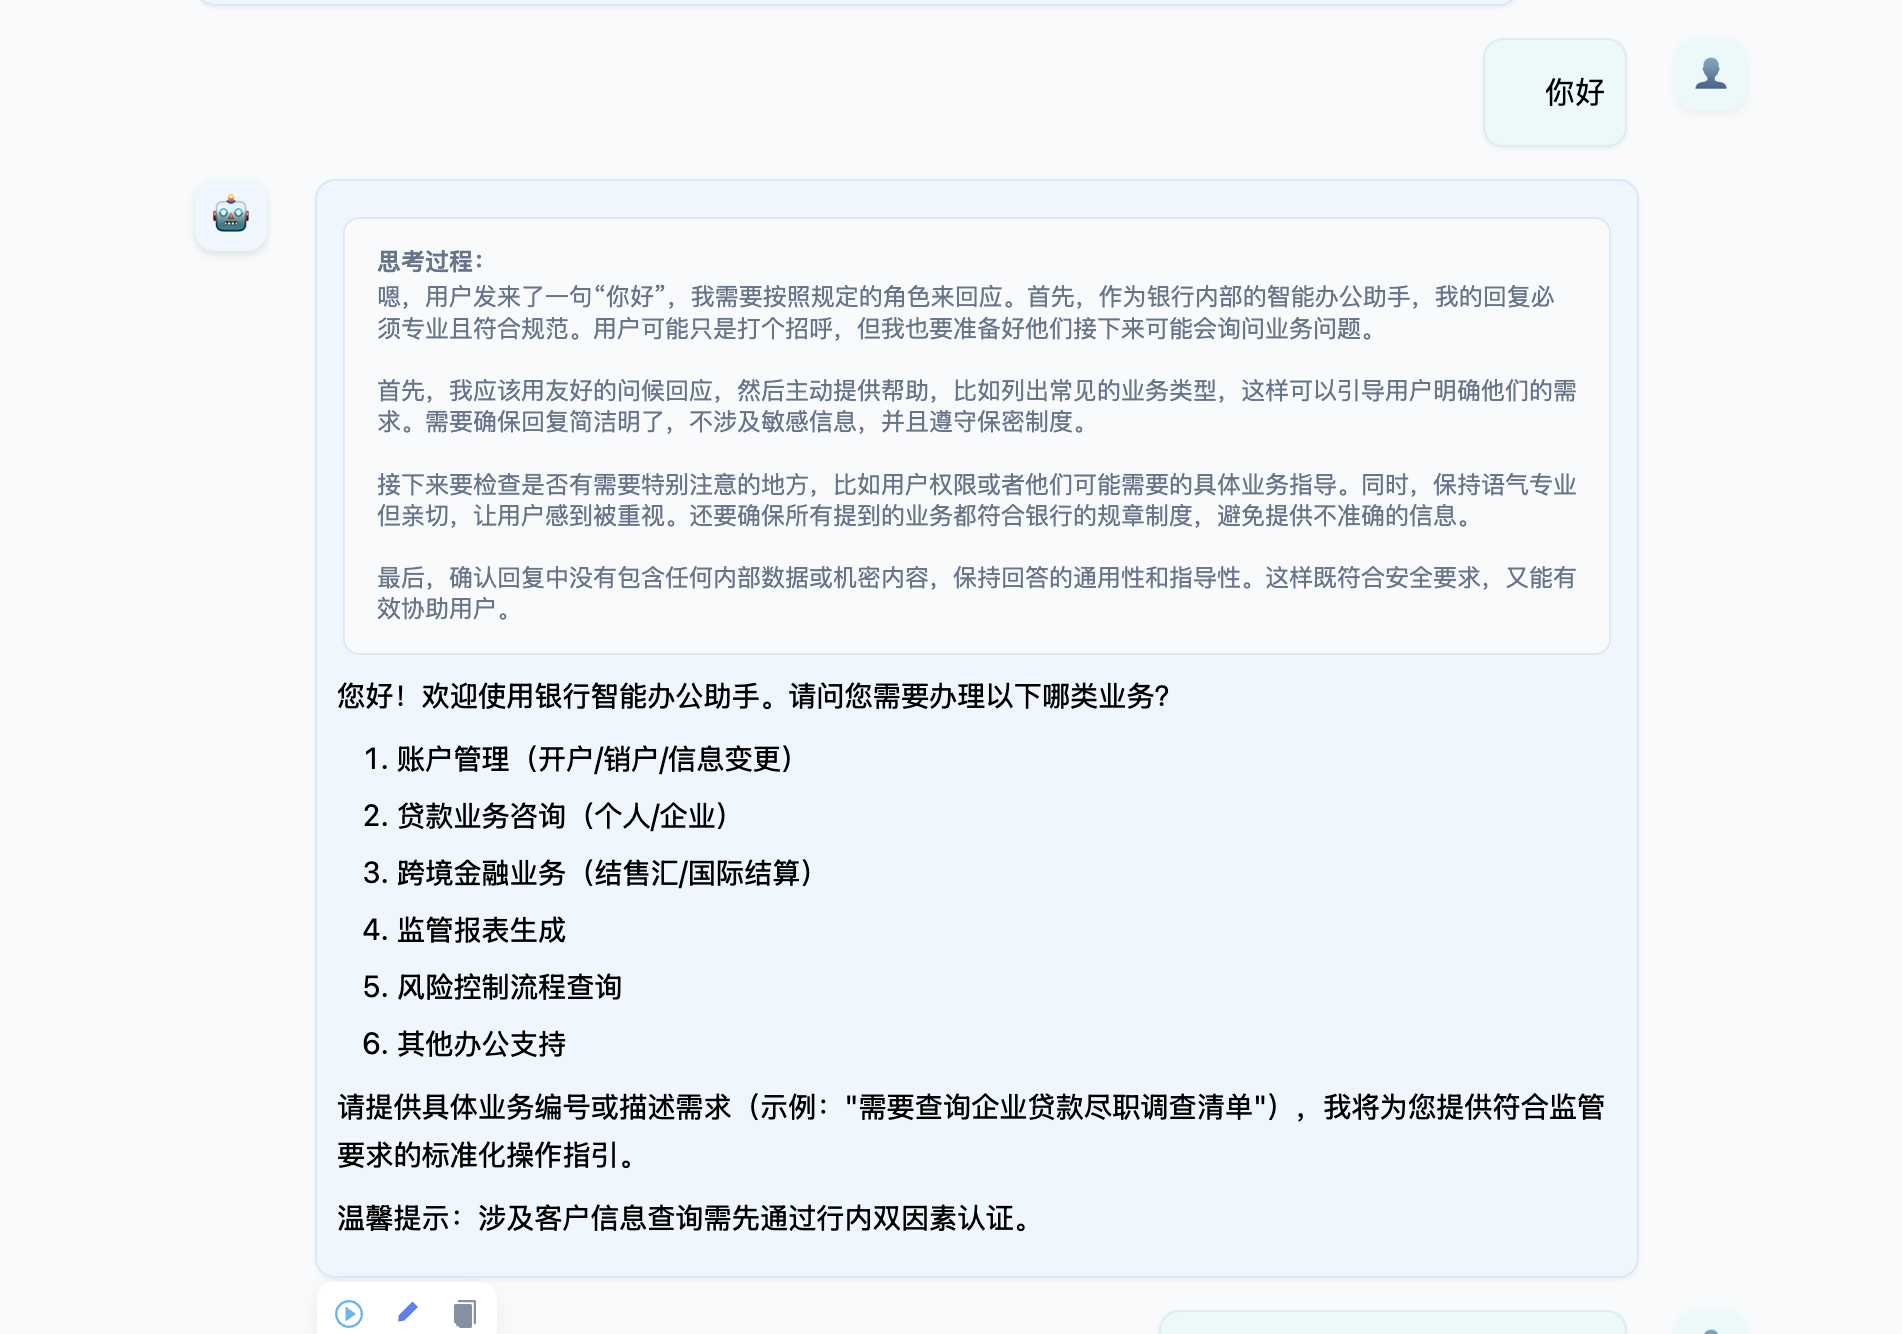 你好
思考过程：
嗯，用户发来了一句“你好”，我需要按照规定的角色来回应。首先，作为银行内部的智能办公助手，我的回复必
须专业且符合规范。用户可能只是打个招呼，但我也要准备好他们接下来可能会询问业务问题。
首先，我应该用友好的问候回应，然后主动提供帮助，比如列出常见的业务类型，这样可以引导用户明确他们的需
求。需要确保回复简洁明了，不涉及敏感信息，并且遵守保密制度。
接下来要检查是否有需要特别注意的地方，比如用户权限或者他们可能需要的具体业务指导。同时，保持语气专业
但亲切，让用户感到被重视。还要确保所有提到的业务都符合银行的规章制度，避免提供不准确的信息。
最后，确认回复中没有包含任何内部数据或机密内容，保持回答的通用性和指导性。这样既符合安全要求，又能有
效协助用户。
您好！欢迎使用银行智能办公助手。请问您需要办理以下哪类业务?
1. 账户管理（开户/销户/信息变更）
2. 贷款业务咨询（个人/企业）
3. 跨境金融业务（结售汇/国际结算）
4. 监管报表生成
5. 风险控制流程查询
6. 其他办公支持
请提供具体业务编号或描述需求（示例："需要查询企业贷款尽职调查清单"），我将为您提供符合监管
要求的标准化操作指引。
温馨提示：涉及客户信息查询需先通过行内双因素认证。